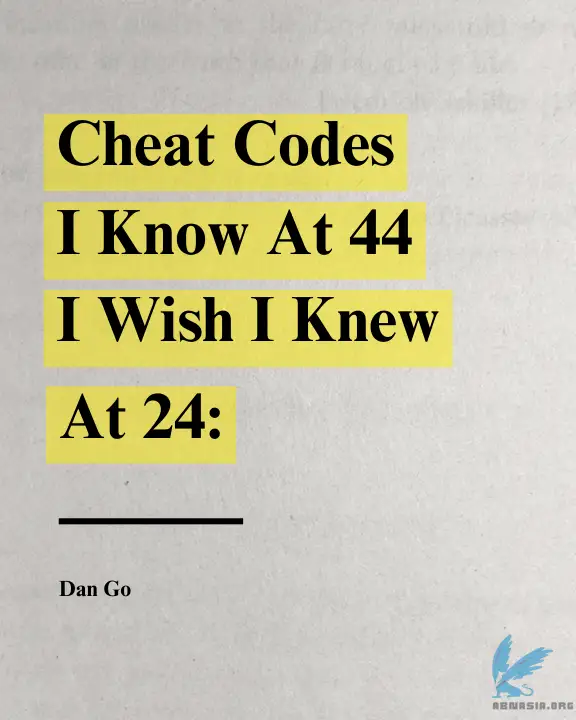 Cheat Codes
I Know At 44
I Wish I Knew
At 24:
Dan Go
ABNASIA.ORG